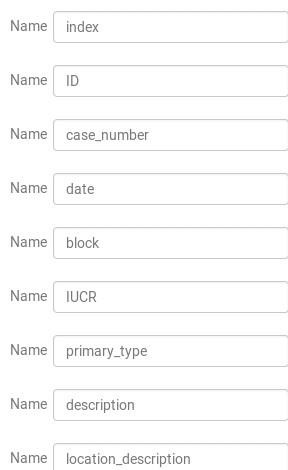 Name index
Name ID
Name case_number
Name date
Name block
Name IUCR
Name primary_type
Name description
Name location_description